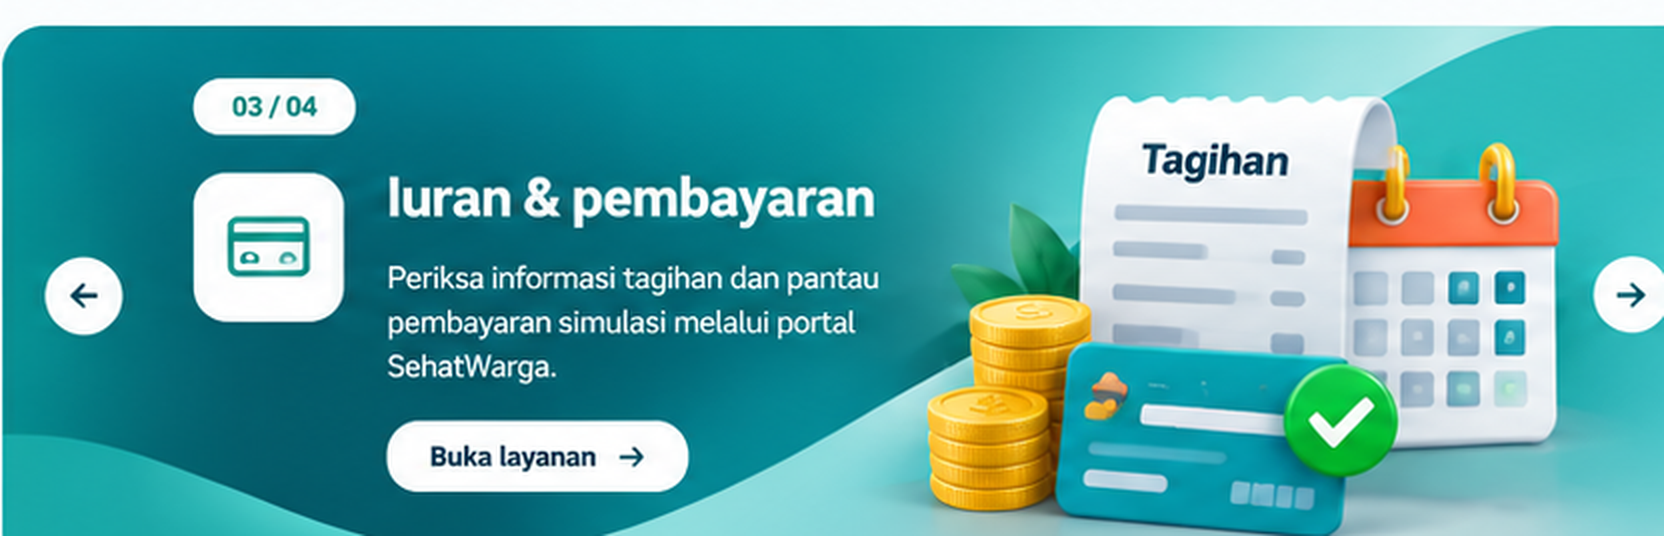 03 / 04
Iuran & pembayaran
Periksa informasi tagihan dan pantau
pembayaran simulasi melalui portal
SehatWarga.
Buka layanan
Tagihan